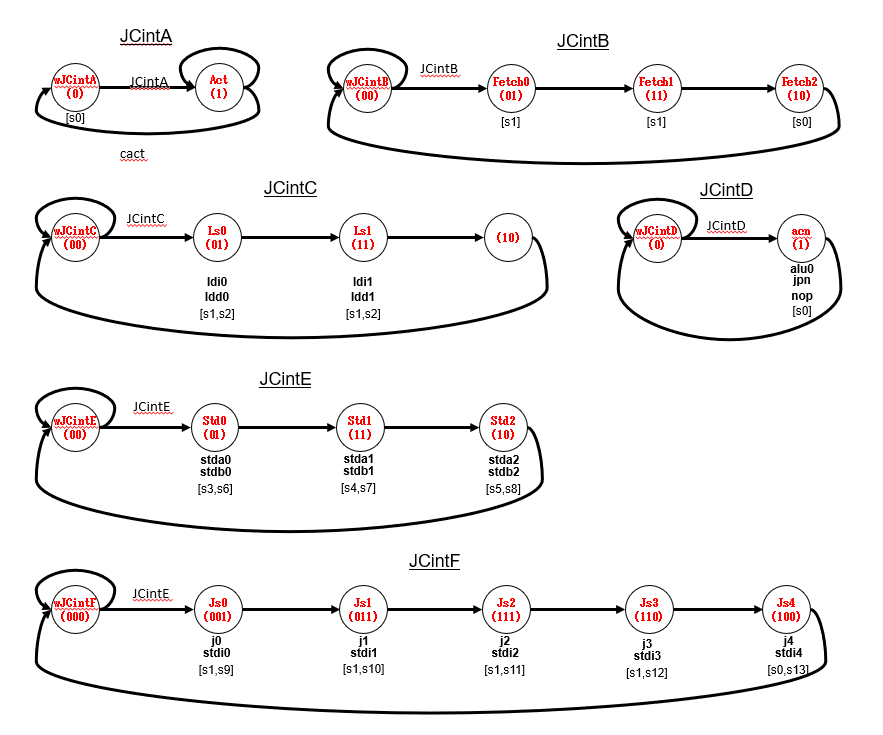 JCintA
wJCintA
(0)
JCintA
Act
(1)
[s0]
cact
JCintB
wJCintB
(00)
JCintB
Fetch0
(01)
Fetch1
(11)
Fetch2
(10)
[s1]
[s1]
[s0]
JCintC
wJCintC
(00)
JCintC
Ls0
(01)
Ls1
(11)
(10)
ldi0
ldd0
[s1,s2]
ldi1
ldd1
[s1,s2]
JCintD
wJCintD
(0)
JCintD
acn
(1)
alu0
jpn
nop
[s0]
JCintE
wJCintE
(00)
JCintE
Std0
(01)
Std1
(11)
Std2
(10)
stda0
stdb0
[s3,s6]
stda1
stdb1
[s4,s7]
stda2
stdb2
[s5,s8]
JCintF
wJCintF
(000)
JCintE
Js0
(001)
Js1
(011)
Js2
(111)
Js3
(110)
Js4
(100)
j0
stdi0
[s1,s9]
j1
stdi1
[s1,s10]
j2
stdi2
[s1,s11]
j3
stdi3
[s1,s12]
j4
stdi4
[s0,s13]